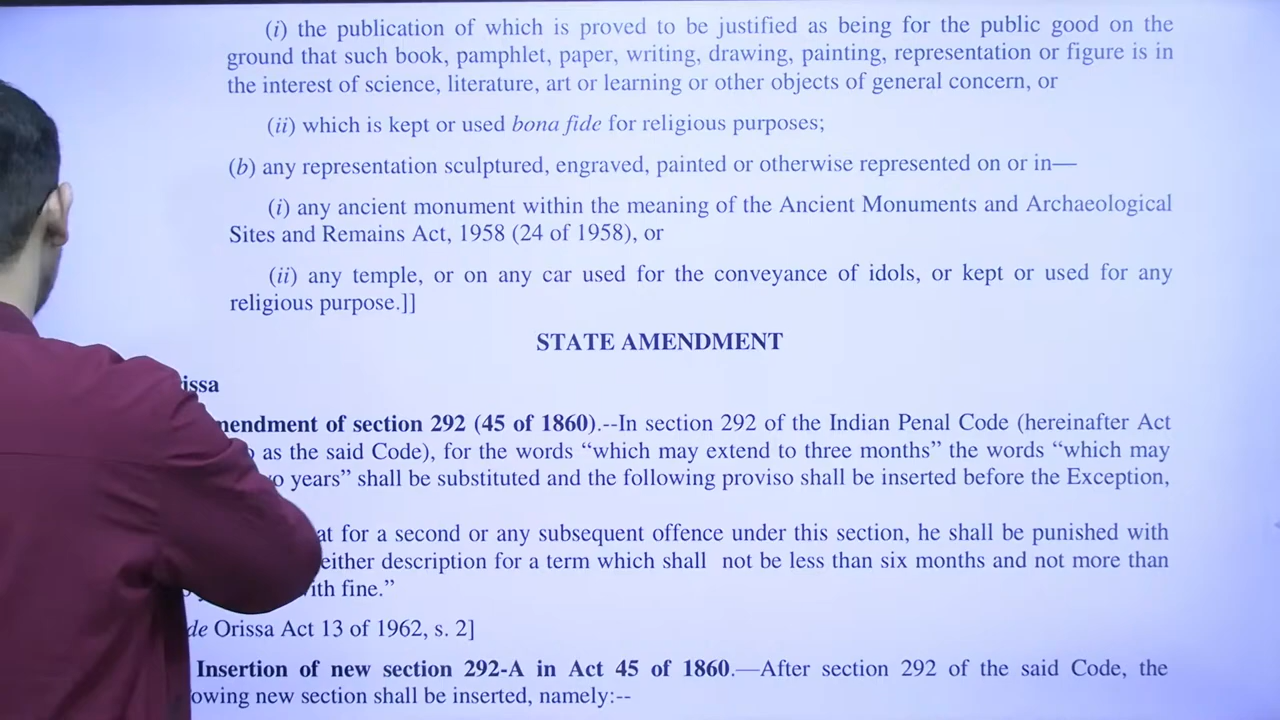 (i) the publication of which is proved to be justified as being for the public good on the
ground that such book, pamphlet, paper, writing, drawing, painting, representation or figure is in
the interest of science, literature, art or learning or other objects of general concern, or
(ii) which is kept or used bona fide for religious purposes;
(b) any representation sculptured, engraved, painted or otherwise represented on or in—
(i) any ancient monument within the meaning of the Ancient Monuments and Archaeological
Sites and Remains Act, 1958 (24 of 1958), or
(ii) any temple, or on any car used for the conveyance of idols, or kept or used for any
religious purpose.]]
STATE AMENDMENT
issa
mendment of section 292 (45 of 1860).--In section 292 of the Indian Penal Code (hereinafter Act
as the said Code), for the words “which may extend to three months” the words “which may
years” shall be substituted and the following proviso shall be inserted before the Exception,
at for a second or any subsequent offence under this section, he shall be punished with
either description for a term which shall not be less than six months and not more than
ith fine.”
de Orissa Act 13 of 1962, s. 2]
Insertion of new section 292-A in Act 45 of 1860.—After section 292 of the said Code, the
owing new section shall be inserted, namely:--